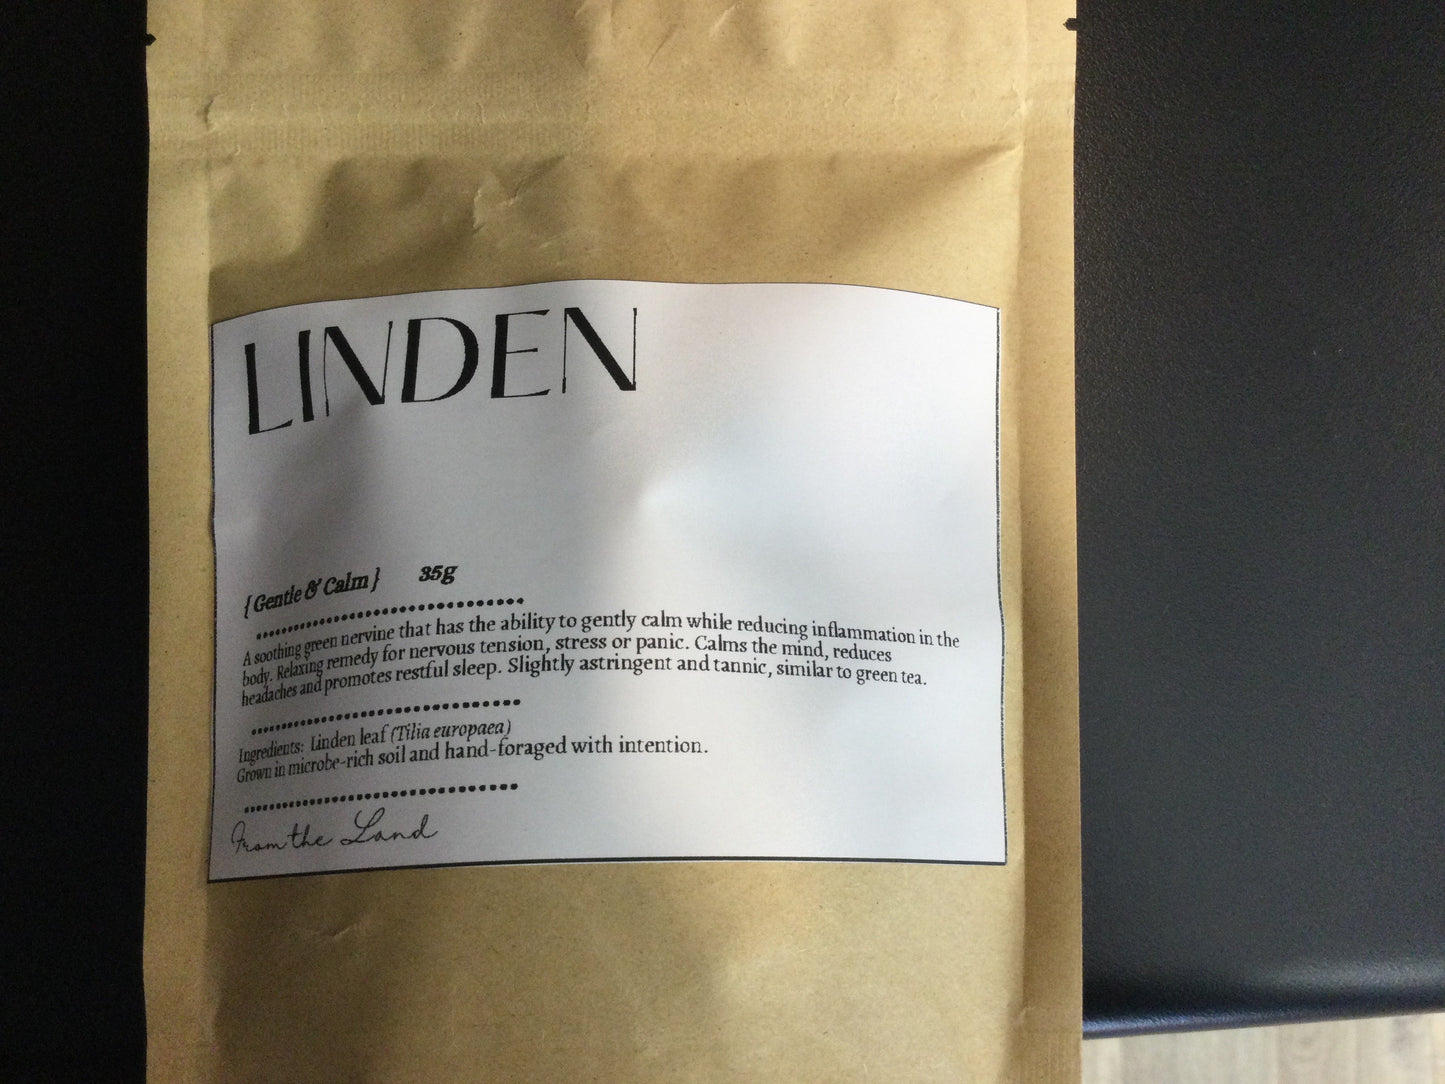 LINDEN
{ Gentle & Calm } 35g
A soothing green nervine that has the ability to gently calm while reducing inflammation in the
body. Relaxing remedy for nervous tension, stress or panic. Calms the mind, reduces
headaches and promotes restful sleep. Slightly astringent and tannic, similar to green tea.
Ingredients: Linden leaf (Tilia europaea)
Grown in microbe-rich soil and hand-foraged with intention.
From the Land